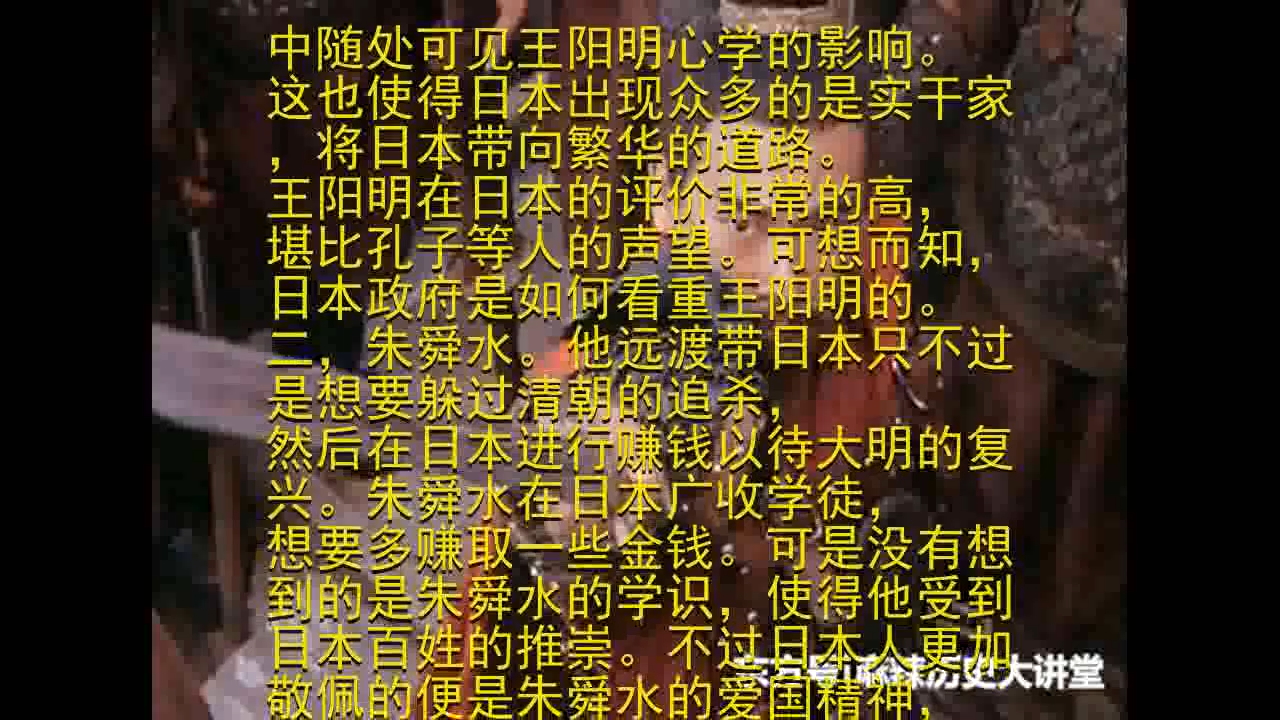 中随处可见王阳明心学的影响。
这也使得日本出现众多的是实干家
，将日本带向繁华的道路。
王阳明在日本的评价非常的高，
堪比孔子等人的声望。可想而知，
日本政府是如何看重王阳明的。
二，朱舜水。他远渡带日本只不过
是想要躲过清朝的追杀，
然后在日本进行赚钱以待大明的复
兴。朱舜水在日本广收学徒，
想要多赚取一些金钱。可是没有想
到的是朱舜水的学识，使得他受到
日本百姓的推崇。不过日本人更加
历史大讲堂
敬佩的便是朱舜水的爱国精神，